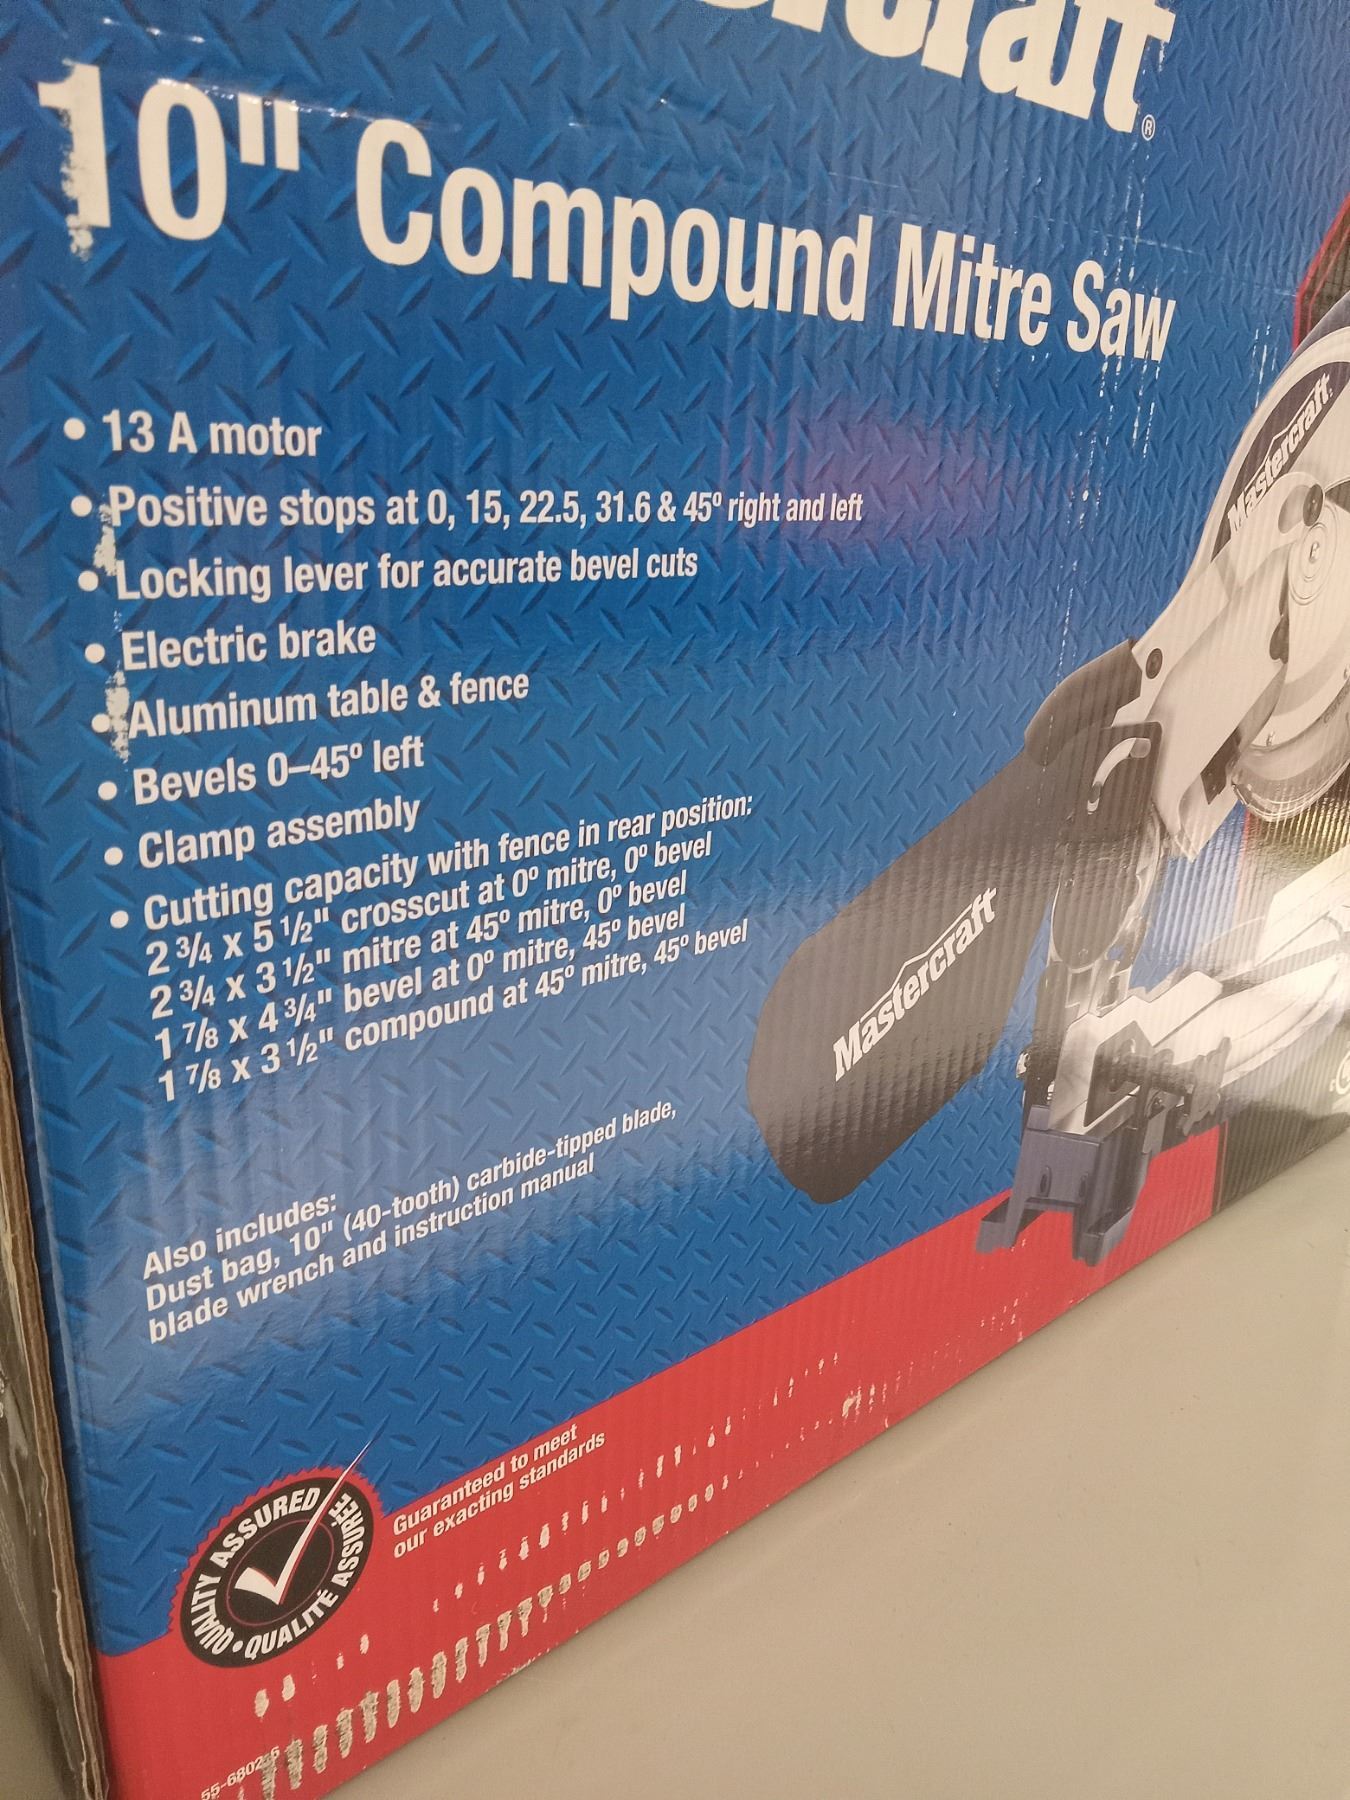 10" Compound Mitre Saw
• 13 A motor
• Positive stops at 0, 15, 22.5, 31.6 & 45º right and left
• Locking lever for accurate bevel cuts
• Electric brake
• Aluminum table & fence
• Bevels 0–45º left
• Clamp assembly
• Cutting capacity with fence in rear position:
2 3/4 x 5 1/2" crosscut at 0º mitre, 0º bevel
2 3/4 x 3 1/2" mitre at 45º mitre, 0º bevel
1 7/8 x 4 3/4" bevel at 0º mitre, 45º bevel
1 7/8 x 3 1/2" compound at 45º mitre, 45º bevel
Also includes:
Dust bag, 10" (40-tooth) carbide-tipped blade,
blade wrench and instruction manual
Mastercraft
Mastercraft
Guaranteed to meet
our exacting standards
QUALITY ASSURED
• QUALITÉ ASSURÉE